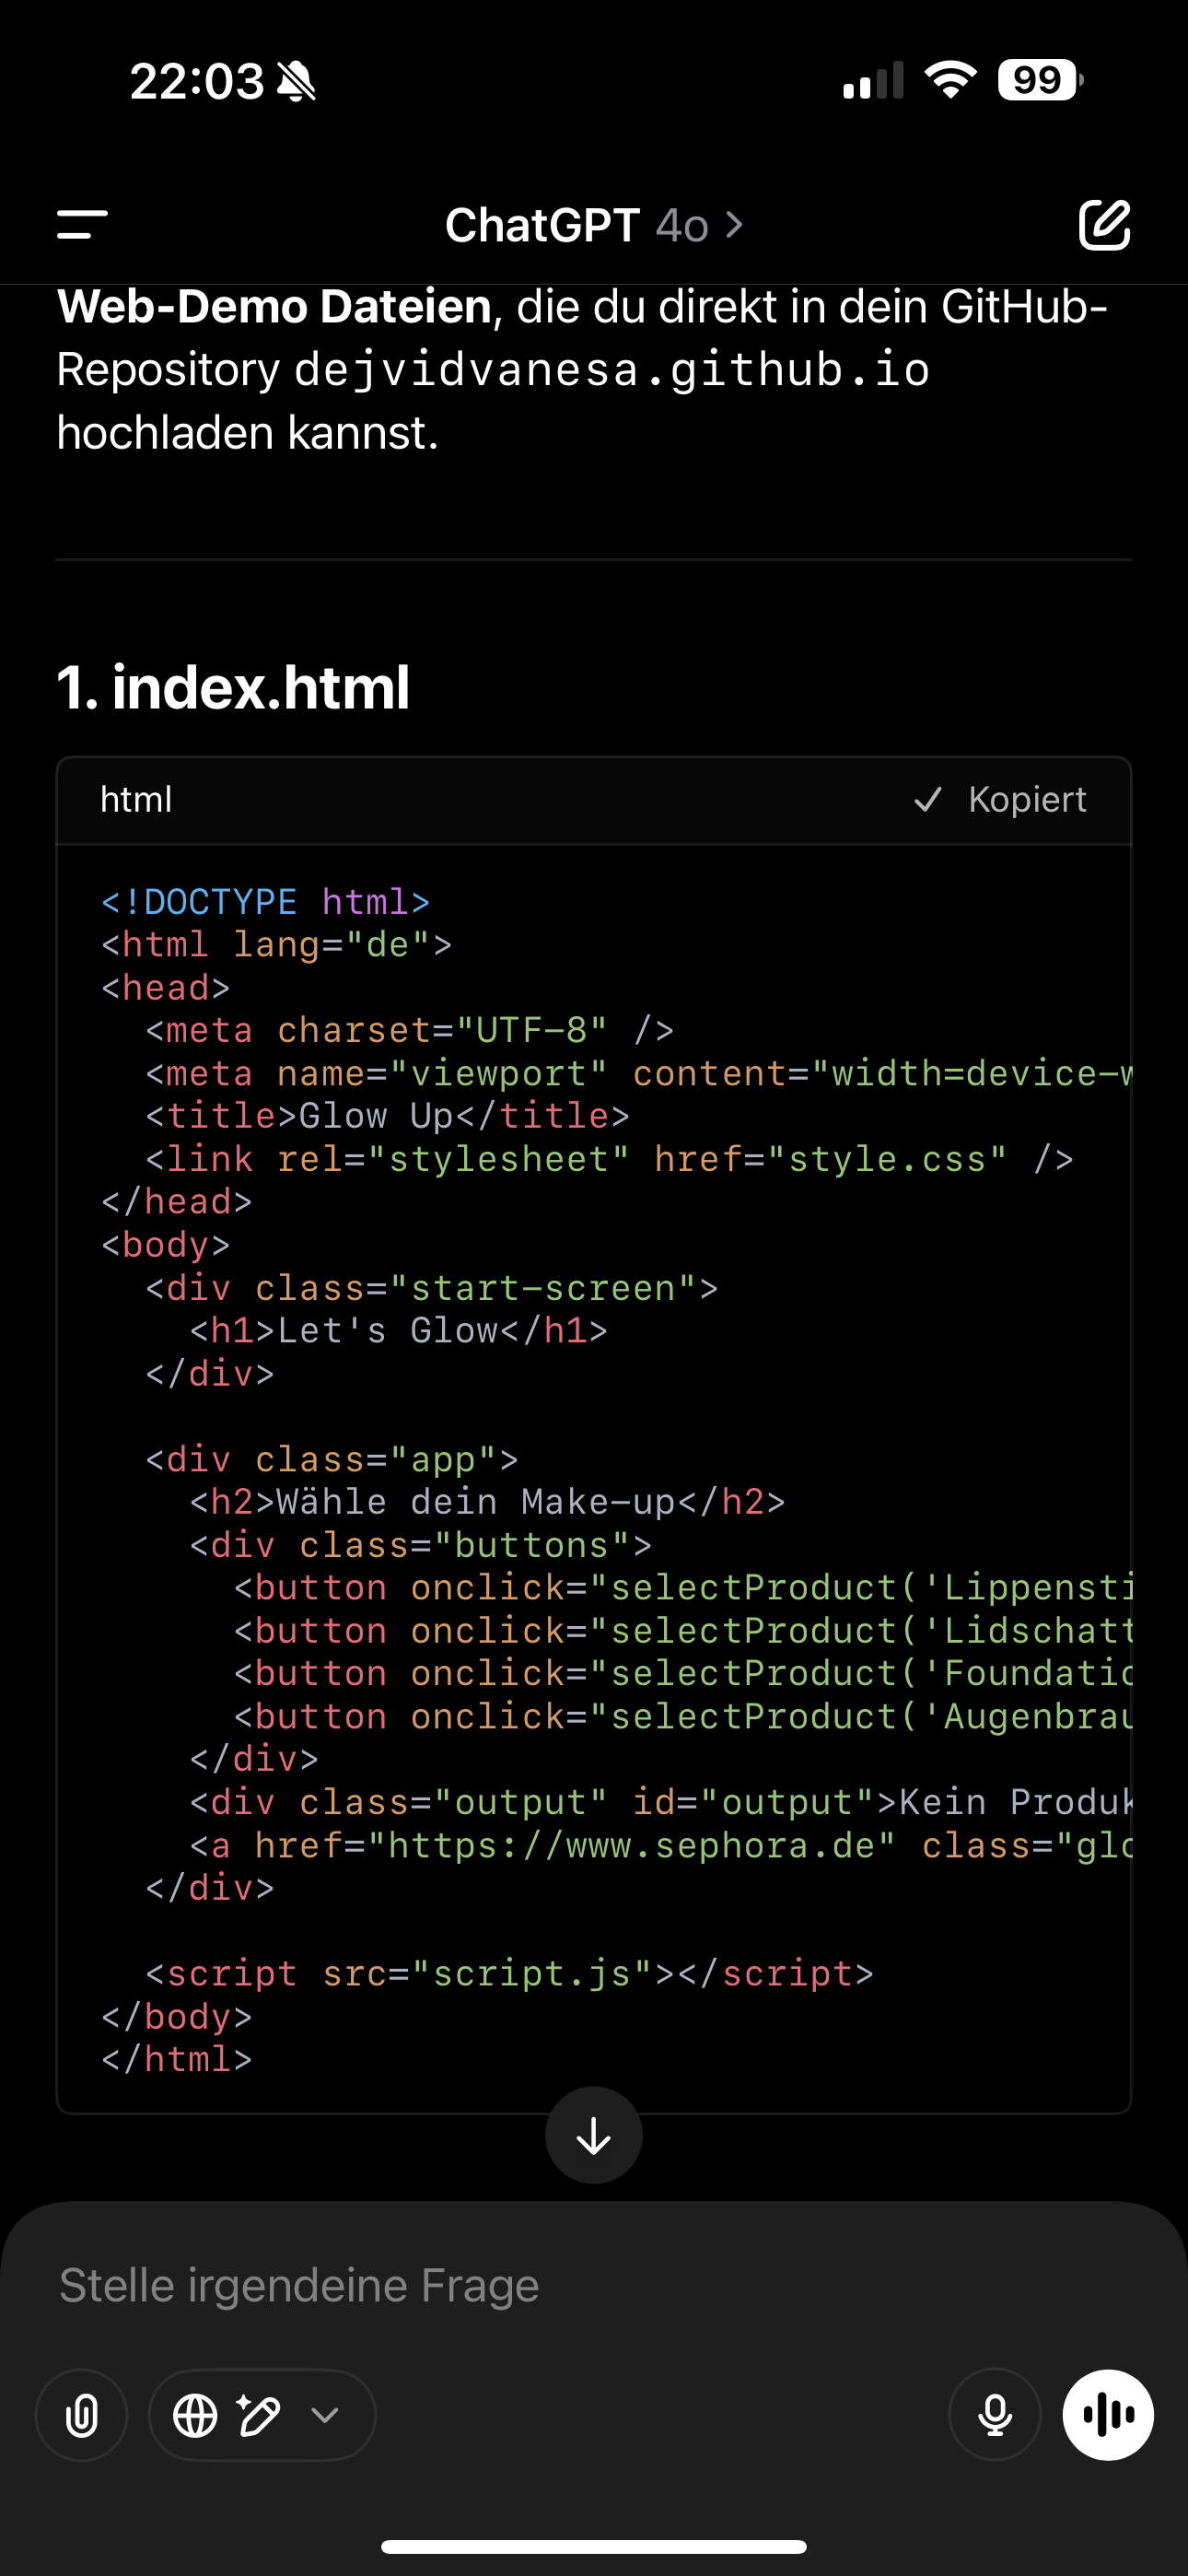 22:03
99
ChatGPT 4o >
Web-Demo Dateien, die du direkt in dein GitHub-
Repository dejvidvanesa.github.io
hochladen kannst.
1. index.html
html
✓ Kopiert
<!DOCTYPE html>
<html lang="de">
<head>
  <meta charset="UTF-8" />
  <meta name="viewport" content="width=device-w
  <title>Glow Up</title>
  <link rel="stylesheet" href="style.css" />
</head>
<body>
  <div class="start-screen">
    <h1>Let's Glow</h1>
  </div>

  <div class="app">
    <h2>Wähle dein Make-up</h2>
    <div class="buttons">
      <button onclick="selectProduct('Lippensti
      <button onclick="selectProduct('Lidschatt
      <button onclick="selectProduct('Foundatio
      <button onclick="selectProduct('Augenbrau
    </div>
    <div class="output" id="output">Kein Produk
    <a href="https://www.sephora.de" class="glo
  </div>

  <script src="script.js"></script>
</body>
</html>
Stelle irgendeine Frage